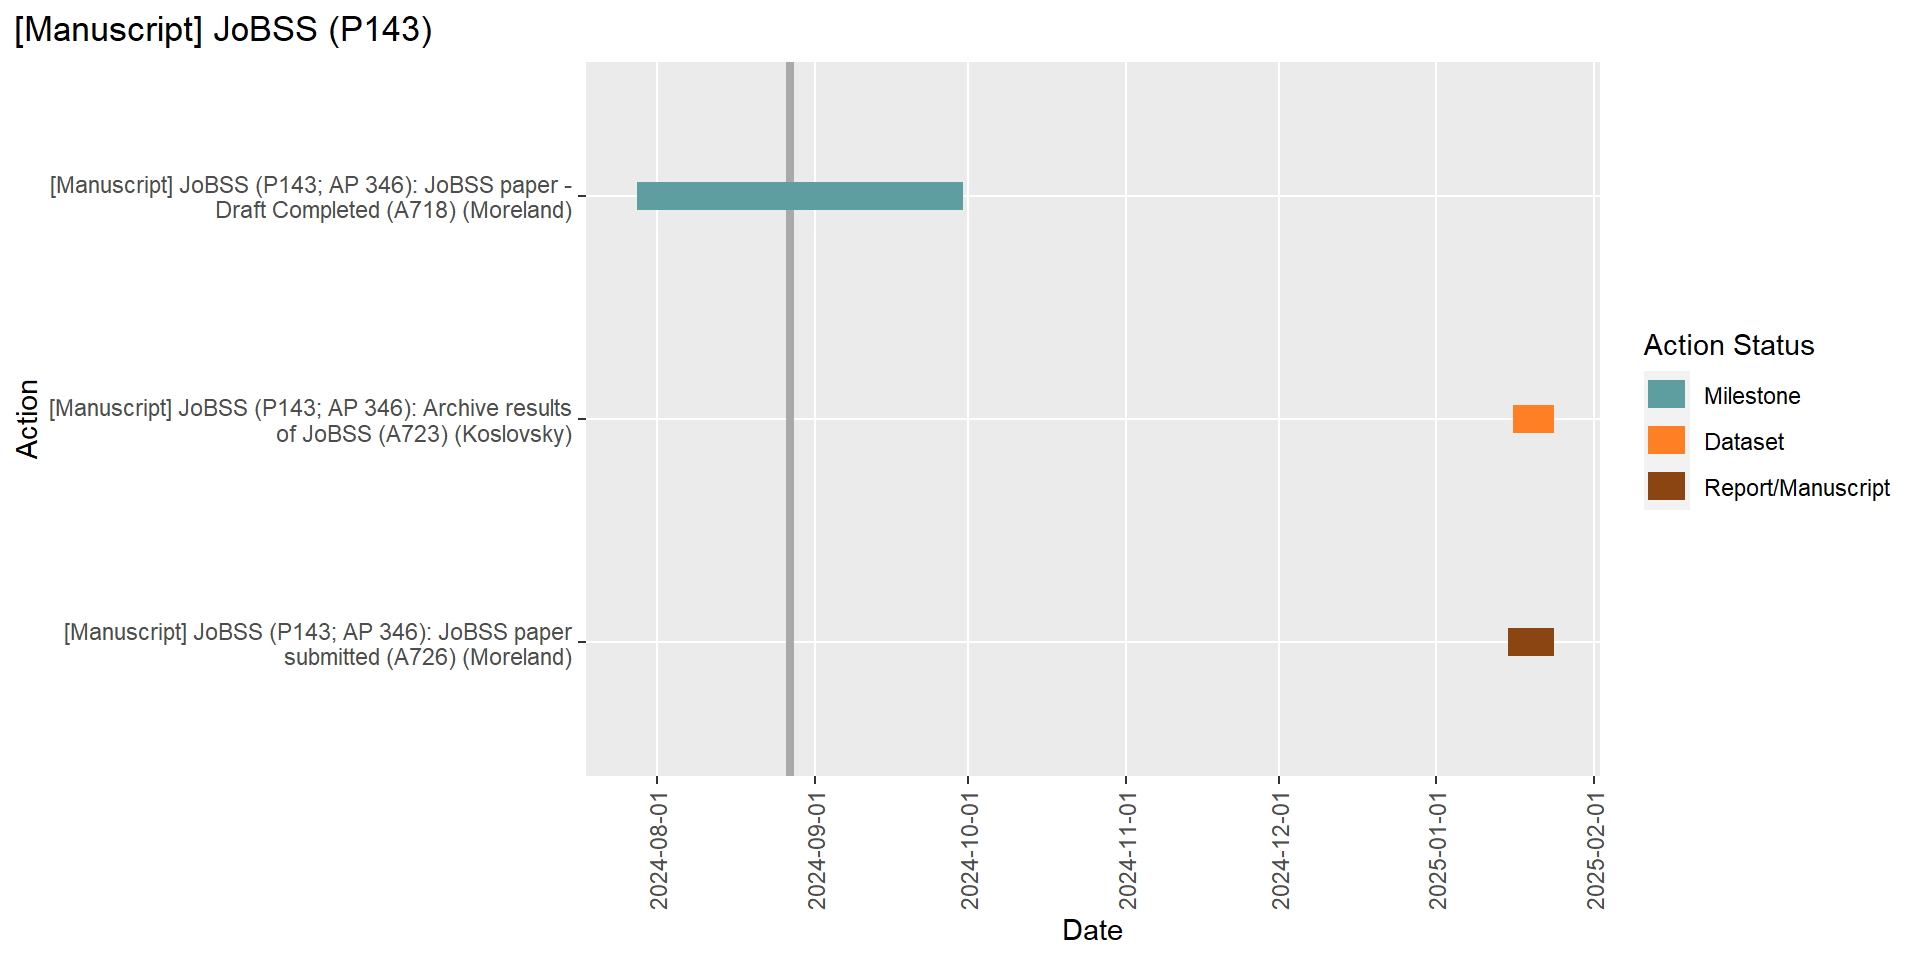 [Manuscript] JoBSS (P143)
[Manuscript] JoBSS (P143; AP 346): JoBSS paper -
Draft Completed (A718) (Moreland)
[Manuscript] JoBSS (P143; AP 346): Archive results
of JoBSS (A723) (Koslovsky)
[Manuscript] JoBSS (P143; AP 346): JoBSS paper
submitted (A726) (Moreland)
Action
2024-08-01
2024-09-01
2024-10-01
2024-11-01
2024-12-01
2025-01-01
2025-02-01
Date
Action Status
Milestone
Dataset
Report/Manuscript